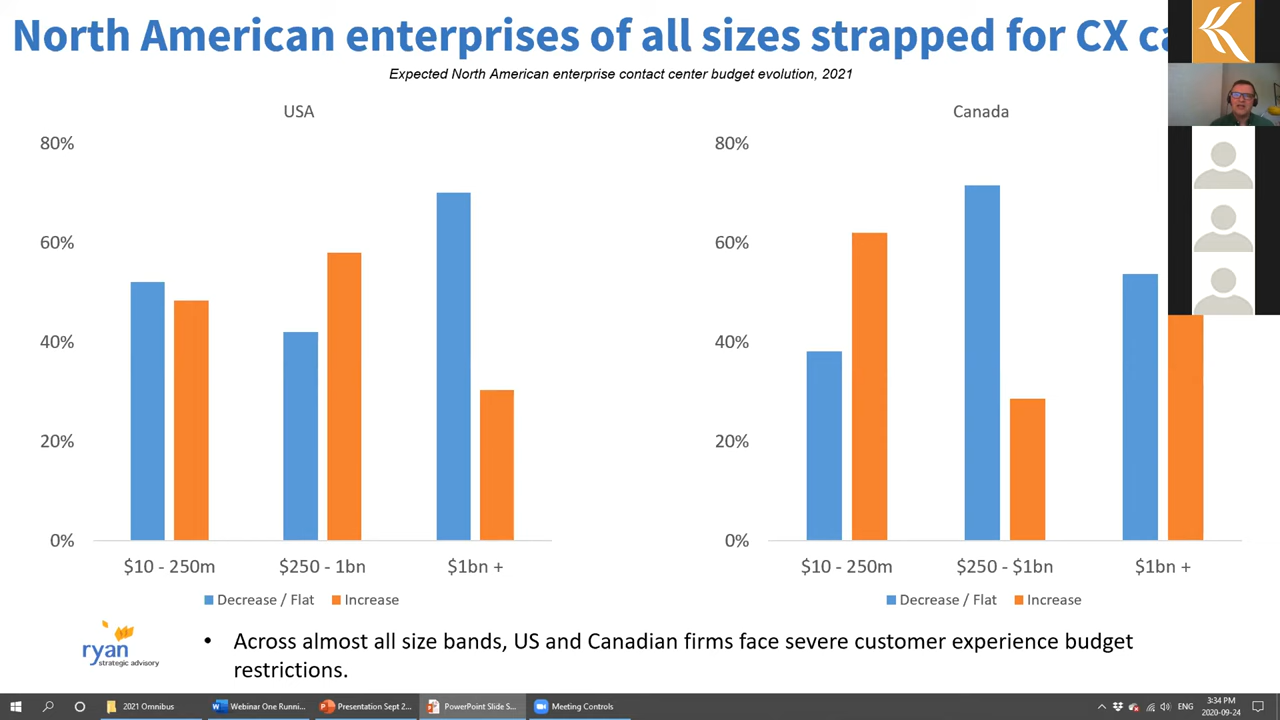 North American enterprises of all sizes strapped for CX
Expected North American enterprise contact center budget evolution, 2021
USA
80%
60%
40%
20%
0%
$10 - 250m
$250 - 1bn
$1bn +
Decrease / Flat
Increase
Canada
80%
60%
40%
20%
0%
$10 - 250m
$250 - $1bn
$1bn +
Decrease / Flat
Increase
ryan
strategic advisory
• Across almost all size bands, US and Canadian firms face severe customer experience budget
restrictions.
2021 Omnibus
Webinar One Runni...
Presentation Sept 2...
PowerPoint Slide S...
Meeting Controls
ENG
3:34 PM
2020-09-24